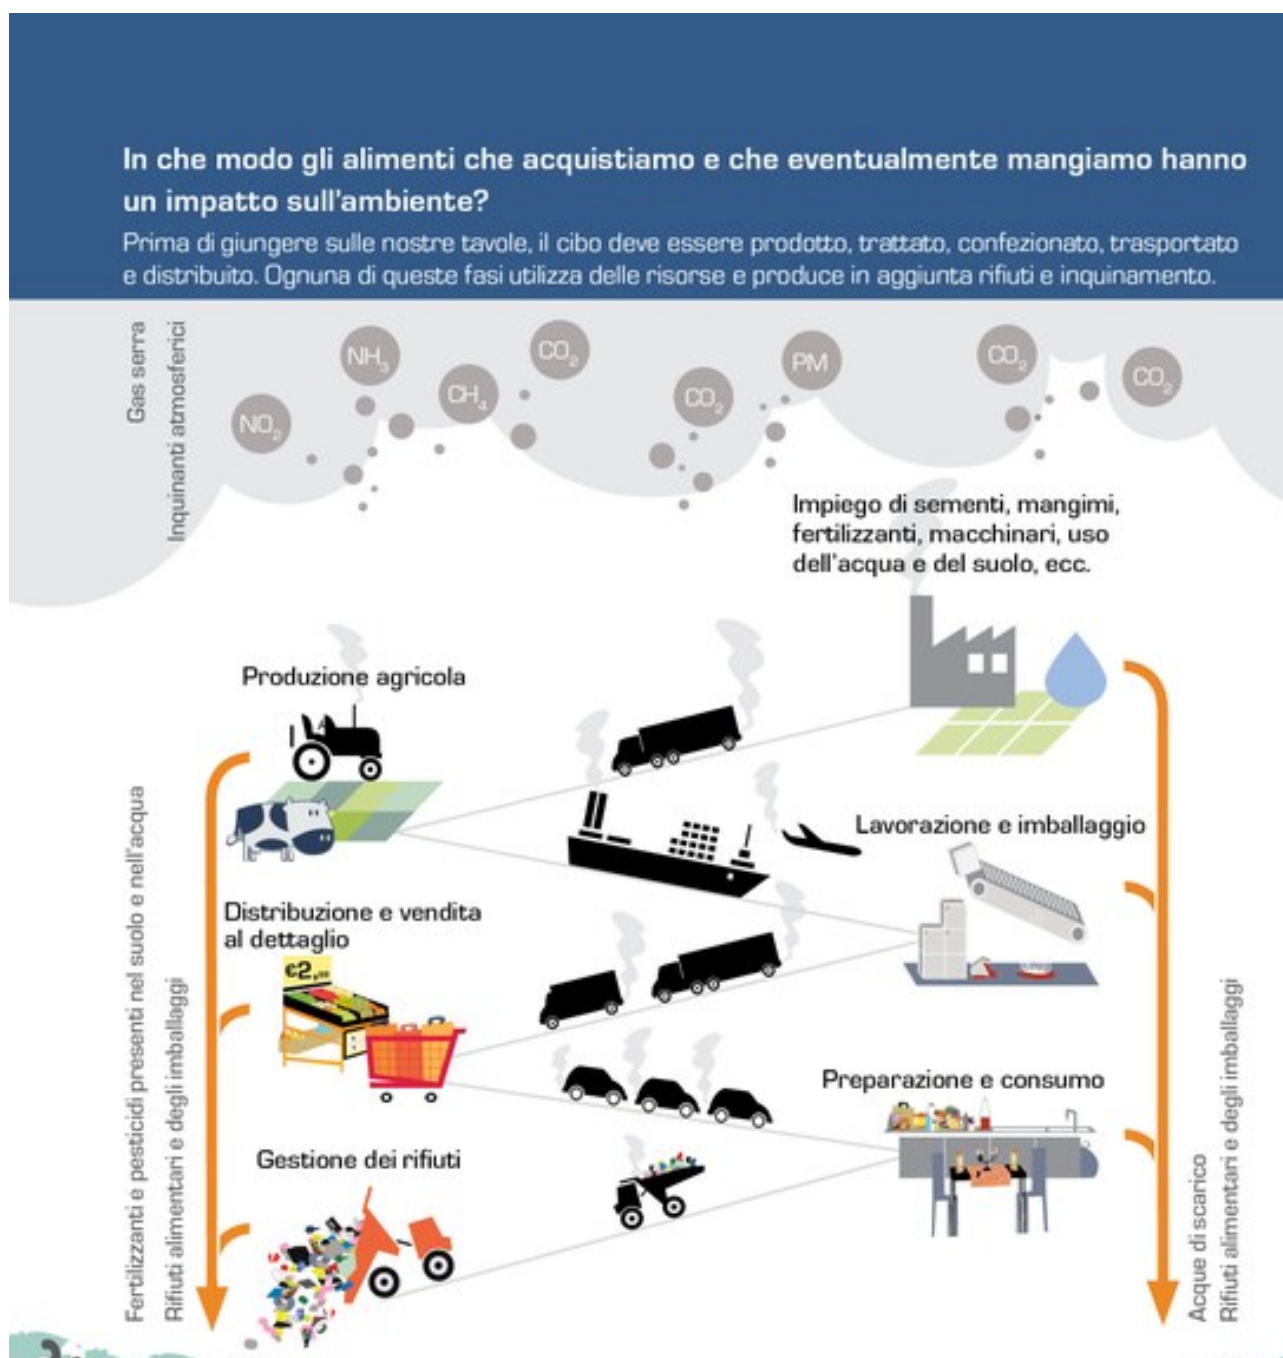 In che modo gli alimenti che acquistiamo e che eventualmente mangiamo hanno
un impatto sull'ambiente?
Prima di giungere sulle nostre tavole, il cibo deve essere prodotto, trattato, confezionato, trasportato
e distribuito. Ognuna di queste fasi utilizza delle risorse e produce in aggiunta rifiuti e inquinamento.
Gas serra
Inquinanti atmosferici
NO₂
NH₃
CH₄
CO₂
CO₂
PM
CO₂
CO₂
Impiego di sementi, mangimi,
fertilizzanti, macchinari, uso
dell'acqua e del suolo, ecc.
Produzione agricola
Lavorazione e imballaggio
Distribuzione e vendita
al dettaglio
€2
Preparazione e consumo
Gestione dei rifiuti
Fertilizzanti e pesticidi presenti nel suolo e nell'acqua
Rifiuti alimentari e degli imballaggi
Acque di scarico
Rifiuti alimentari e degli imballaggi